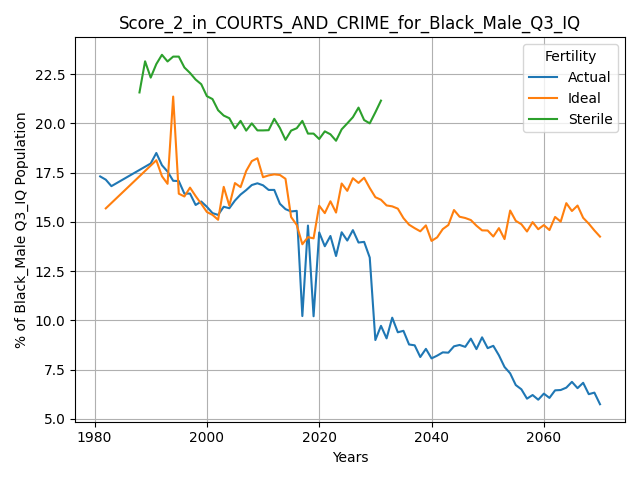 Score_2_in_COURTS_AND_CRIME_for_Black_Male_Q3_IQ
Fertility
Actual
Ideal
Sterile
% of Black_Male Q3_IQ Population
22.5
20.0
17.5
15.0
12.5
10.0
7.5
5.0
1980
2000
2020
2040
2060
Years